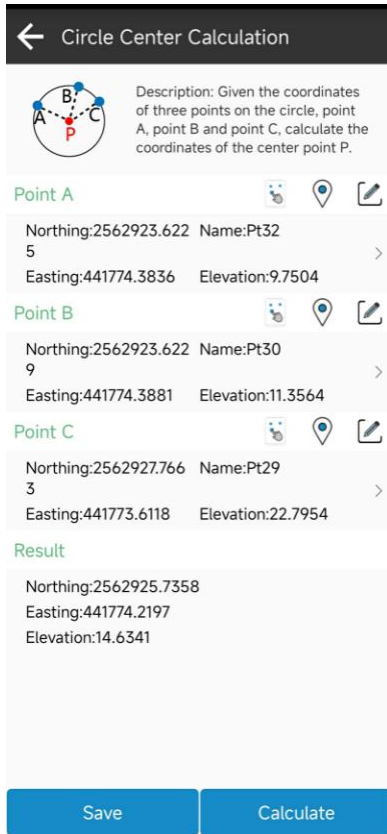 Circle Center Calculation
B
A
C
P
Description: Given the coordinates
of three points on the circle, point
A, point B and point C, calculate the
coordinates of the center point P.
Point A
Northing:2562923.622 Name:Pt32
5
Easting:441774.3836 Elevation:9.7504
Point B
Northing:2562923.622 Name:Pt30
9
Easting:441774.3881 Elevation:11.3564
Point C
Northing:2562927.766 Name:Pt29
3
Easting:441773.6118 Elevation:22.7954
Result
Northing:2562925.7358
Easting:441774.2197
Elevation:14.6341
Save Calculate